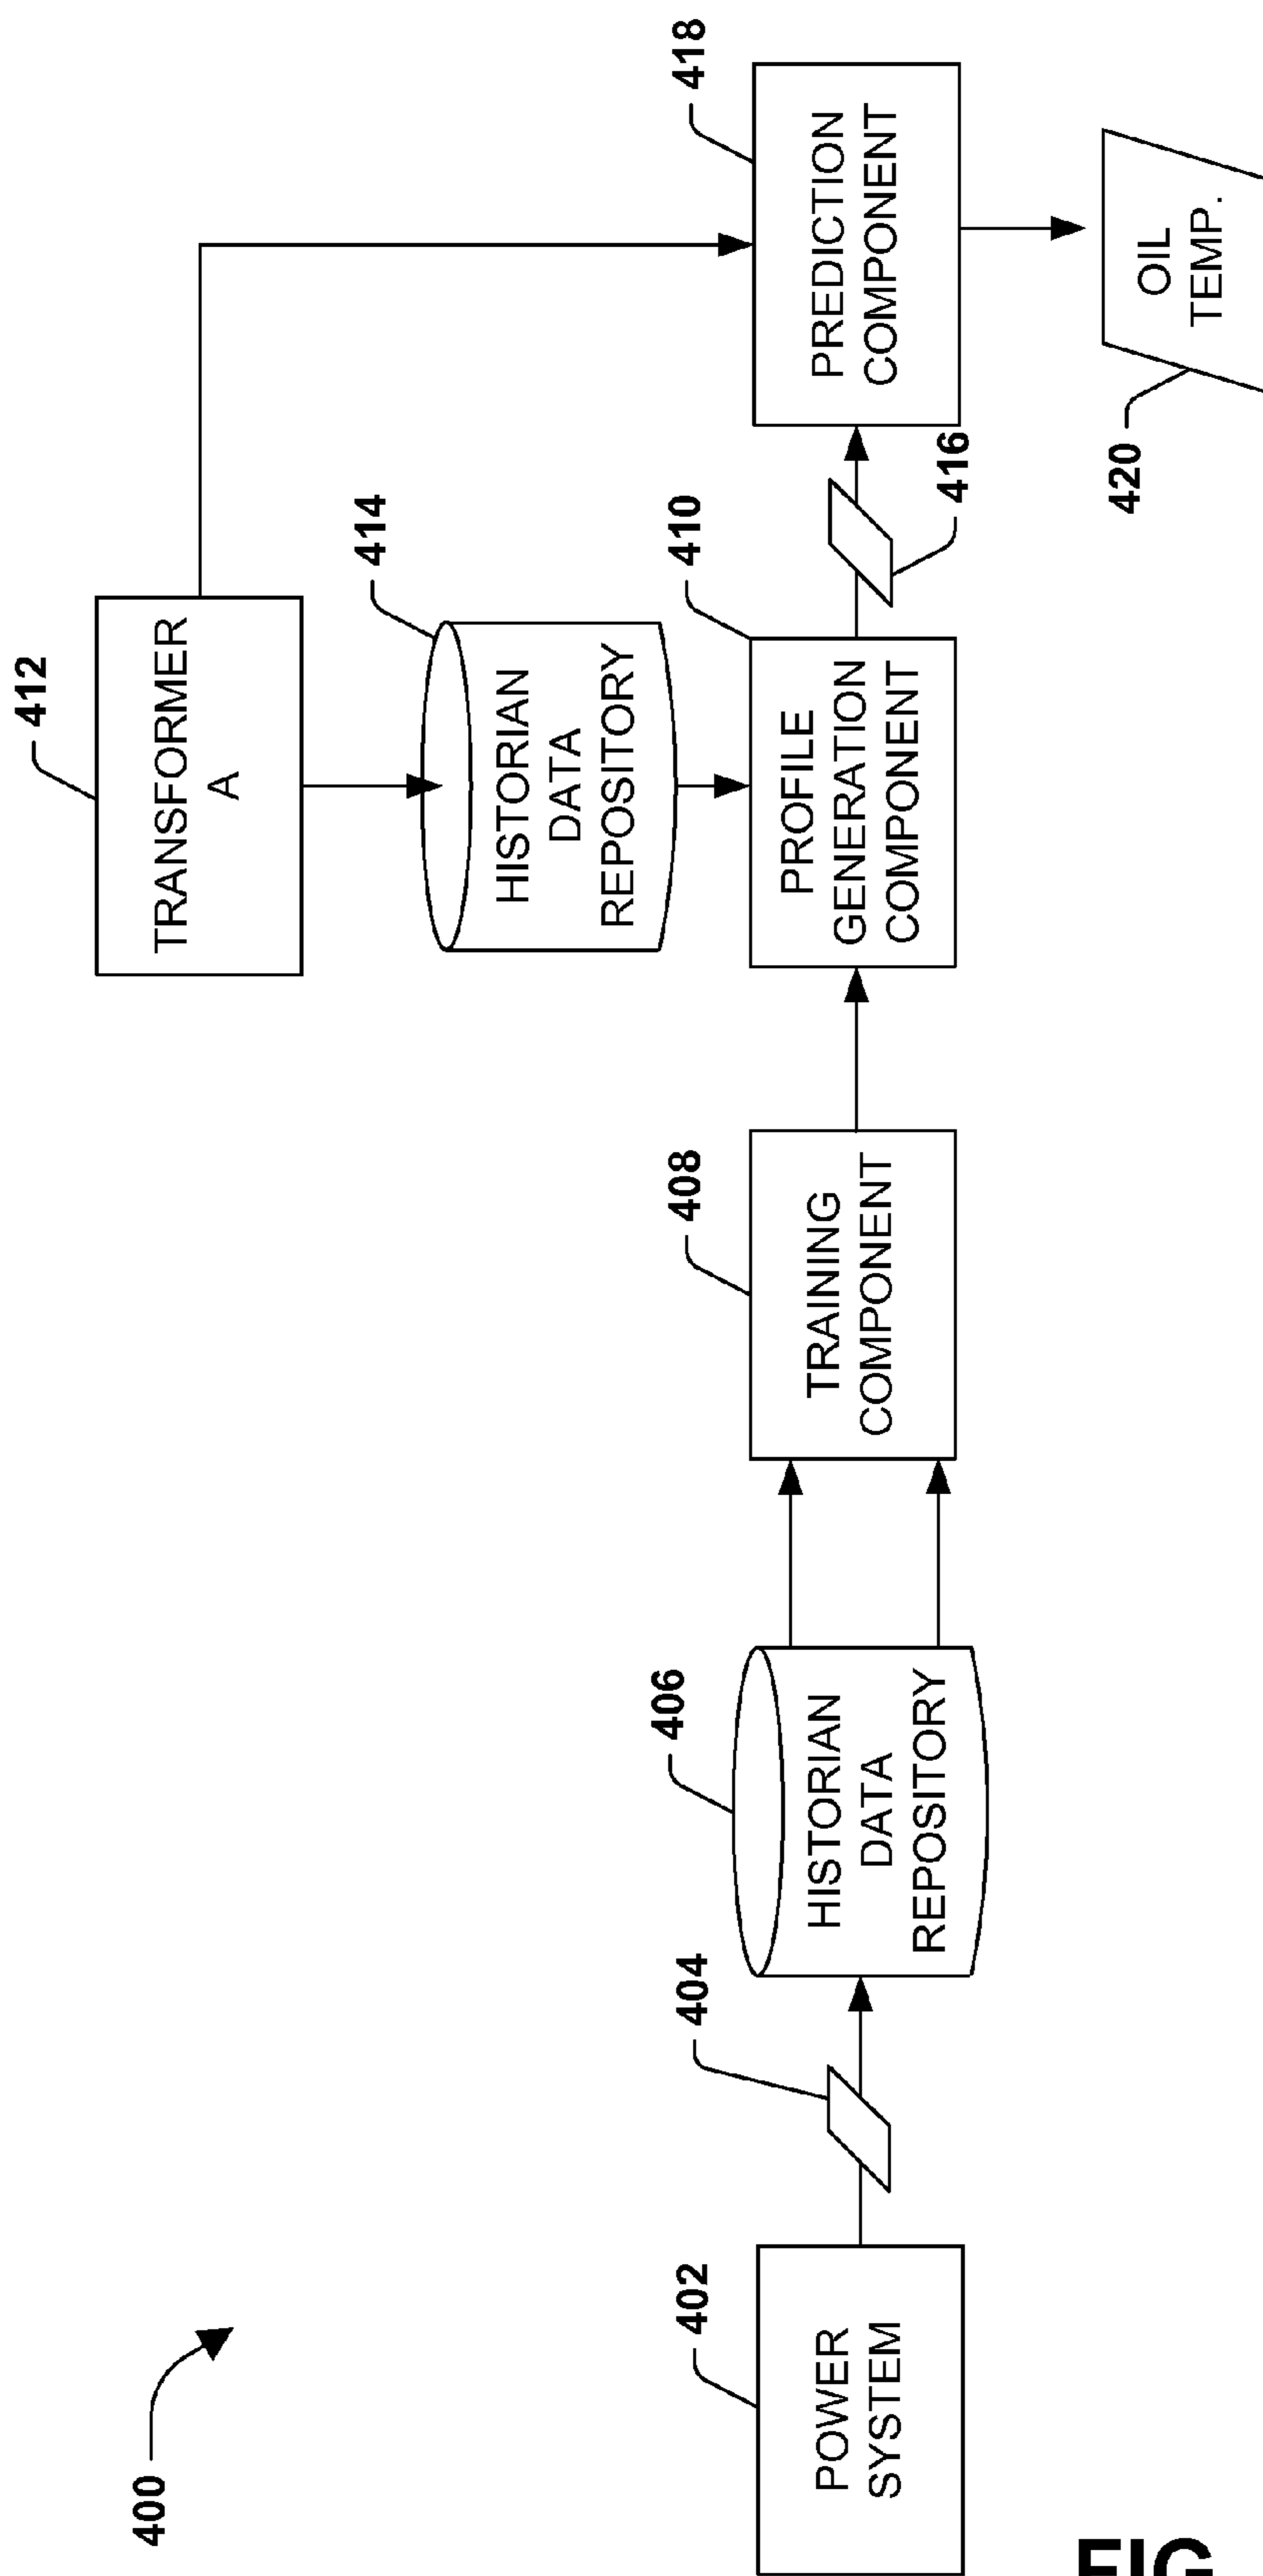 400
412
TRANSFORMER
A
414
HISTORIAN
DATA
REPOSITORY
402
POWER
SYSTEM
404
406
HISTORIAN
DATA
REPOSITORY
408
TRAINING
COMPONENT
410
PROFILE
GENERATION
COMPONENT
416
418
PREDICTION
COMPONENT
420
OIL
TEMP.
FIG